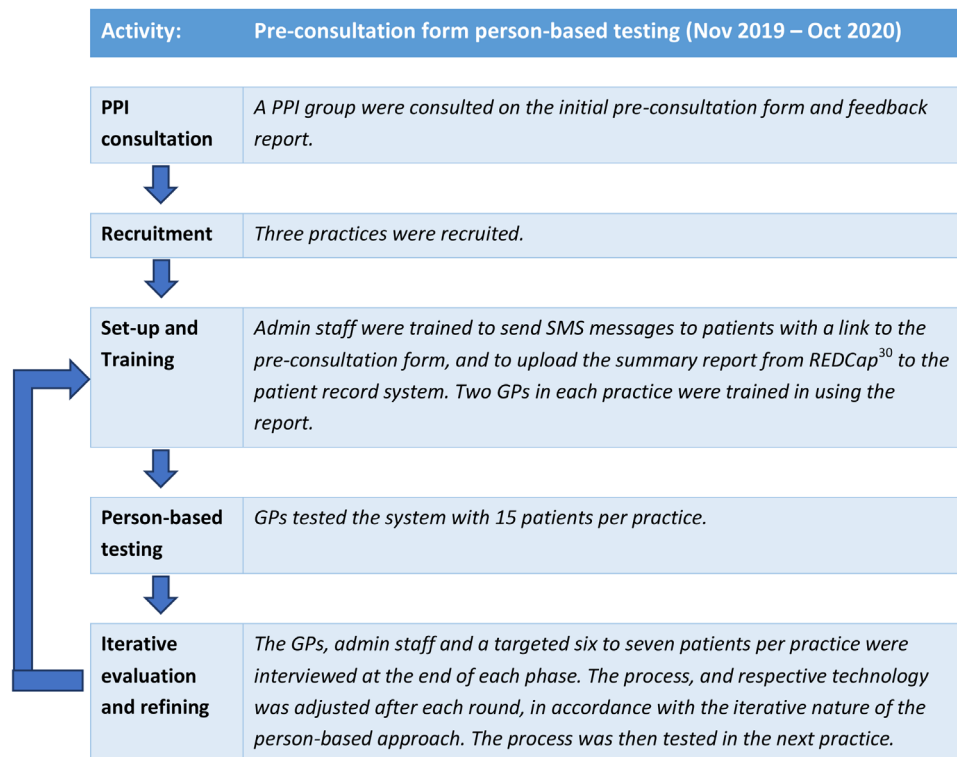 Activity: Pre-consultation form person-based testing (Nov 2019 – Oct 2020)
PPI consultation
A PPI group were consulted on the initial pre-consultation form and feedback
report.
Recruitment
Three practices were recruited.
Set-up and
Training
Admin staff were trained to send SMS messages to patients with a link to the
pre-consultation form, and to upload the summary report from REDCap³⁰ to the
patient record system. Two GPs in each practice were trained in using the
report.
Person-based
testing
GPs tested the system with 15 patients per practice.
Iterative
evaluation
and refining
The GPs, admin staff and a targeted six to seven patients per practice were
interviewed at the end of each phase. The process, and respective technology
was adjusted after each round, in accordance with the iterative nature of the
person-based approach. The process was then tested in the next practice.